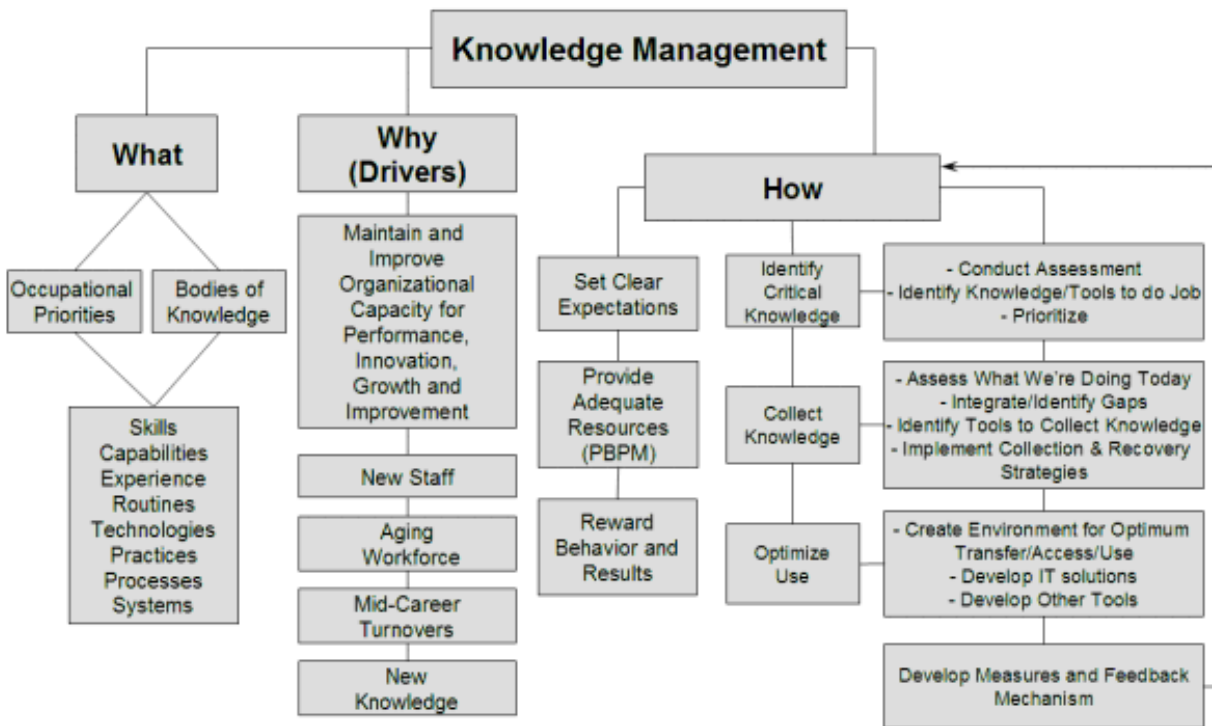 Knowledge Management
What
Why
(Drivers)
How
Occupational
Priorities
Bodies of
Knowledge
Skills
Capabilities
Experience
Routines
Technologies
Practices
Processes
Systems
Maintain and
Improve
Organizational
Capacity for
Performance,
Innovation,
Growth and
Improvement
New Staff
Aging
Workforce
Mid-Career
Turnovers
New
Knowledge
Set Clear
Expectations
Provide
Adequate
Resources
(PBPM)
Reward
Behavior and
Results
Identify
Critical
Knowledge
Collect
Knowledge
Optimize
Use
- Conduct Assessment
- Identify Knowledge/Tools to do Job
- Prioritize
- Assess What We're Doing Today
- Integrate/Identify Gaps
- Identify Tools to Collect Knowledge
- Implement Collection & Recovery
Strategies
- Create Environment for Optimum
Transfer/Access/Use
- Develop IT solutions
- Develop Other Tools
Develop Measures and Feedback
Mechanism